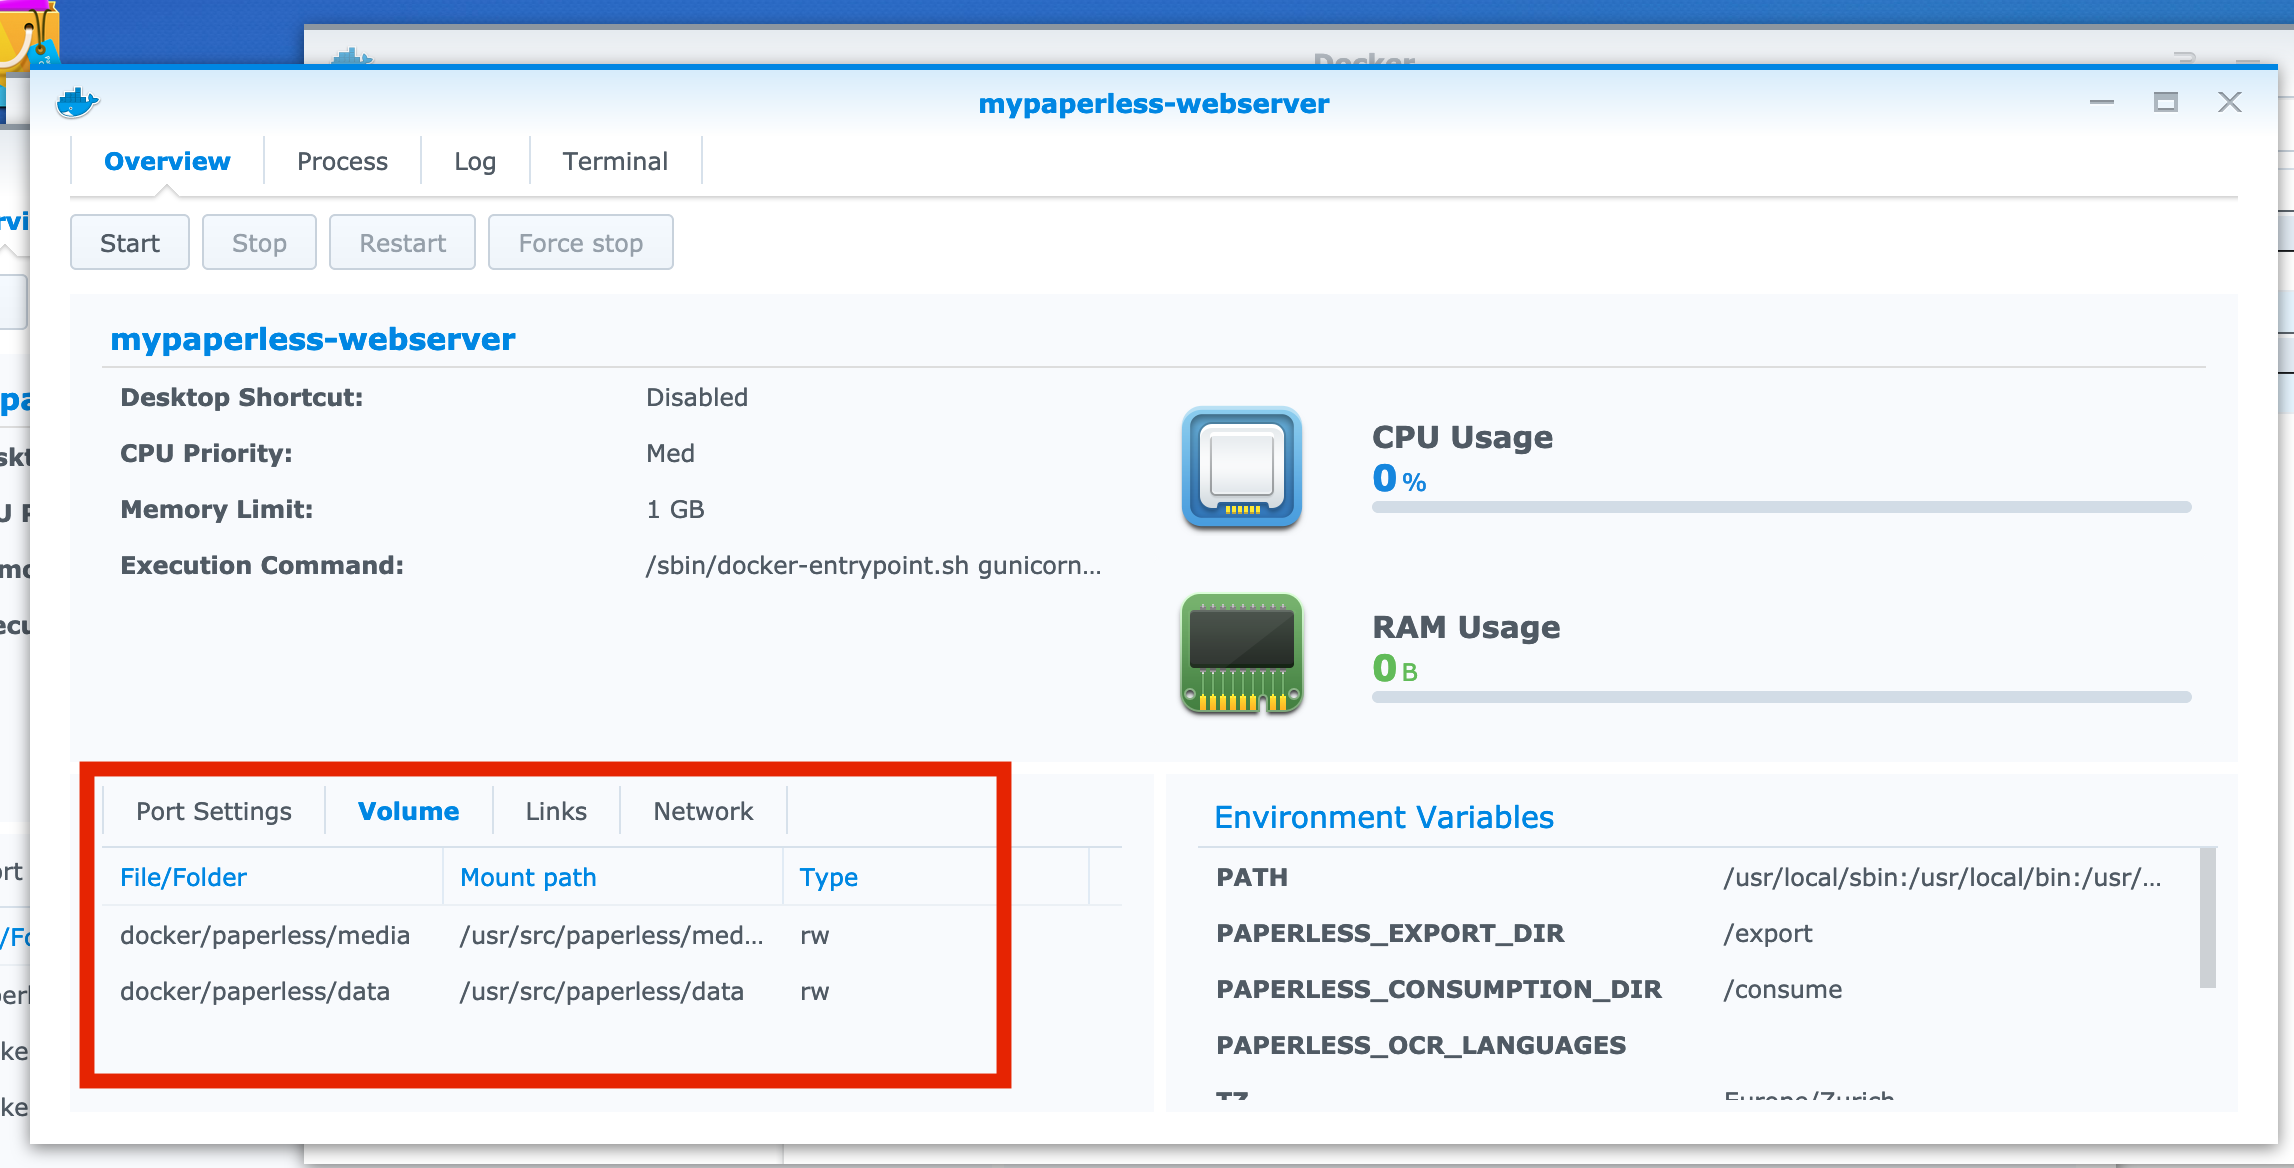 Docker
mypaperless-webserver
Overview Process Log Terminal
Start Stop Restart Force stop
mypaperless-webserver
Desktop Shortcut: Disabled
CPU Priority: Med
Memory Limit: 1 GB
Execution Command: /sbin/docker-entrypoint.sh gunicorn...
CPU Usage
0 %
RAM Usage
0 B
Port Settings Volume Links Network
File/Folder Mount path Type
docker/paperless/media /usr/src/paperless/med... rw
docker/paperless/data /usr/src/paperless/data rw
Environment Variables
PATH /usr/local/sbin:/usr/local/bin:/usr/...
PAPERLESS_EXPORT_DIR /export
PAPERLESS_CONSUMPTION_DIR /consume
PAPERLESS_OCR_LANGUAGES
TZ Europe/Zurich